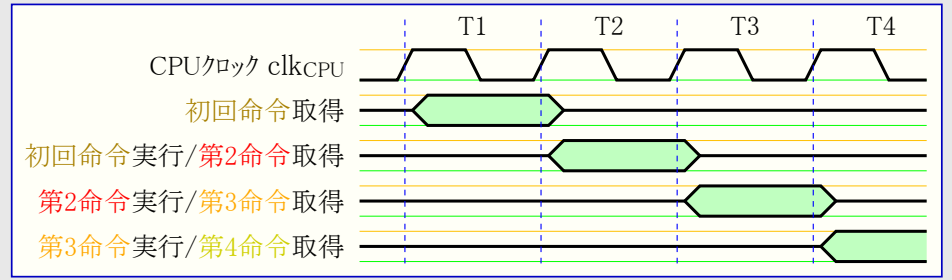 T1 T2 T3 T4
CPUｸﾛｯｸ clkCPU
初回命令取得
初回命令実行/第2命令取得
第2命令実行/第3命令取得
第3命令実行/第4命令取得